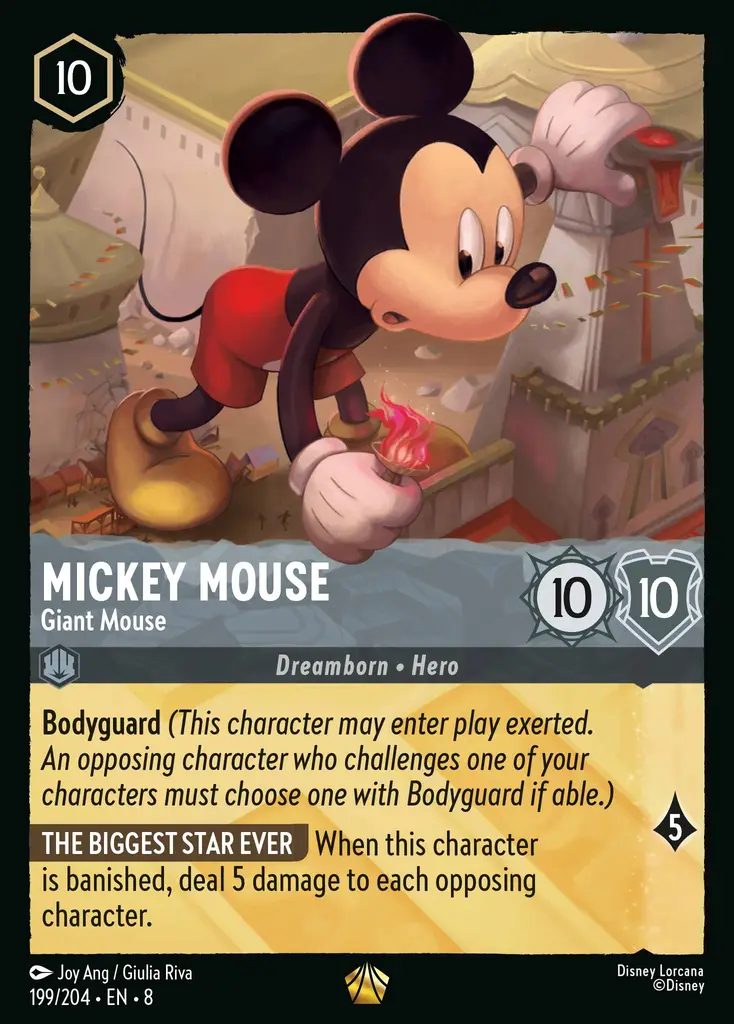 10
MICKEY MOUSE
Giant Mouse
10
10
Dreamborn • Hero
Bodyguard (This character may enter play exerted.
An opposing character who challenges one of your
characters must choose one with Bodyguard if able.)
THE BIGGEST STAR EVER When this character
is banished, deal 5 damage to each opposing
character.
5
Joy Ang / Giulia Riva
199/204 • EN • 8
Disney Lorcana
©Disney